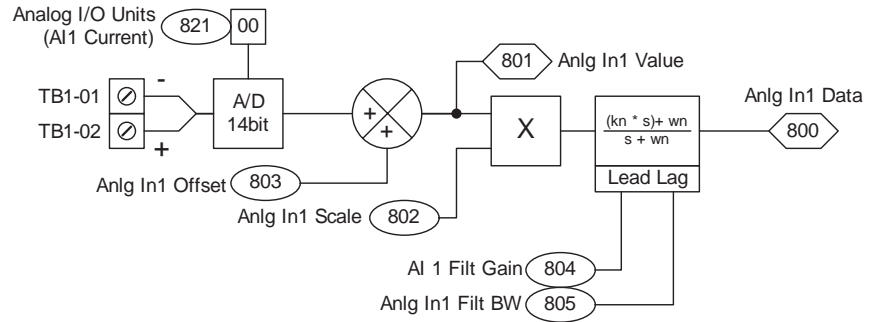 Analog I/O Units
(AI1 Current)
821
00
TB1-01
-
TB1-02
+
A/D
14bit
+
+
801
Anlg In1 Value
X
(kn * s)+ wn
s + wn
Lead Lag
Anlg In1 Data
800
Anlg In1 Offset
803
Anlg In1 Scale
802
AI 1 Filt Gain
804
Anlg In1 Filt BW
805